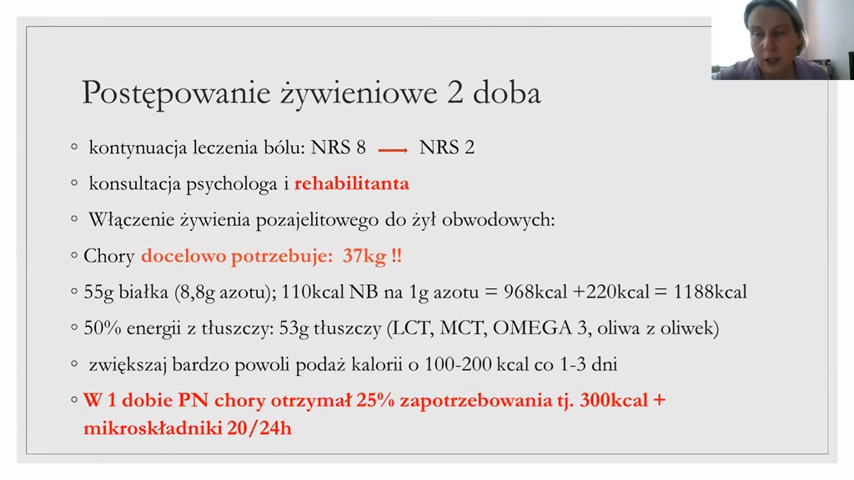 Postępowanie żywieniowe 2 doba
kontynuacja leczenia bólu: NRS 8 → NRS 2
konsultacja psychologa i rehabilitanta
Włączenie żywienia pozajelitowego do żył obwodowych:
Chory docelowo potrzebuje: 37kg !!
55g białka (8,8g azotu); 110kcal NB na 1g azotu = 968kcal +220kcal = 1188kcal
50% energii z tłuszczy: 53g tłuszczy (LCT, MCT, OMEGA 3, oliwa z oliwek)
zwiększaj bardzo powoli podaż kalorii o 100-200 kcal co 1-3 dni
W 1 dobie PN chory otrzymał 25% zapotrzebowania tj. 300kcal +
mikroskładniki 20/24h